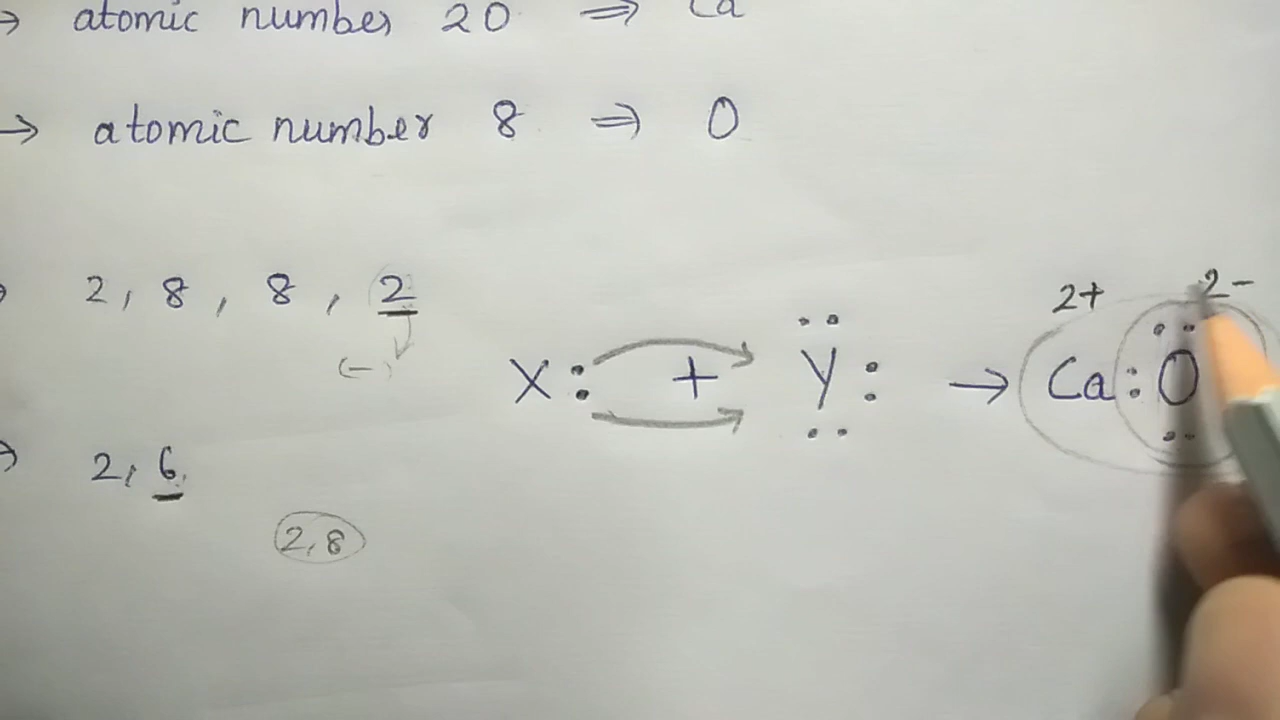 → atomic number 20 ⇒ Ca
→ atomic number 8 ⇒ O
2, 8, 8, 2
(-)
X: + Y: → Ca:O
2+ 2-
2, 6
2, 8